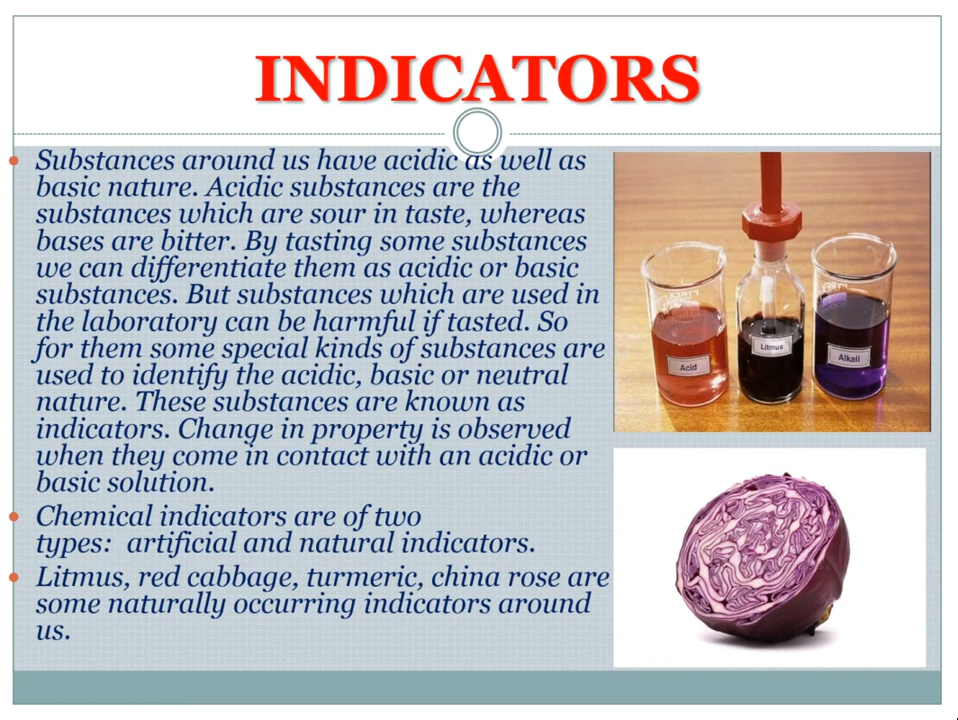 INDICATORS
Substances around us have acidic as well as
basic nature. Acidic substances are the
substances which are sour in taste, whereas
bases are bitter. By tasting some substances
we can differentiate them as acidic or basic
substances. But substances which are used in
the laboratory can be harmful if tasted. So
for them some special kinds of substances are
used to identify the acidic, basic or neutral
nature. These substances are known as
indicators. Change in property is observed
when they come in contact with an acidic or
basic solution.
Chemical indicators are of two
types:  artificial and natural indicators.
Litmus, red cabbage, turmeric, china rose are
some naturally occurring indicators around
us.
Acid
Litmus
Alkali